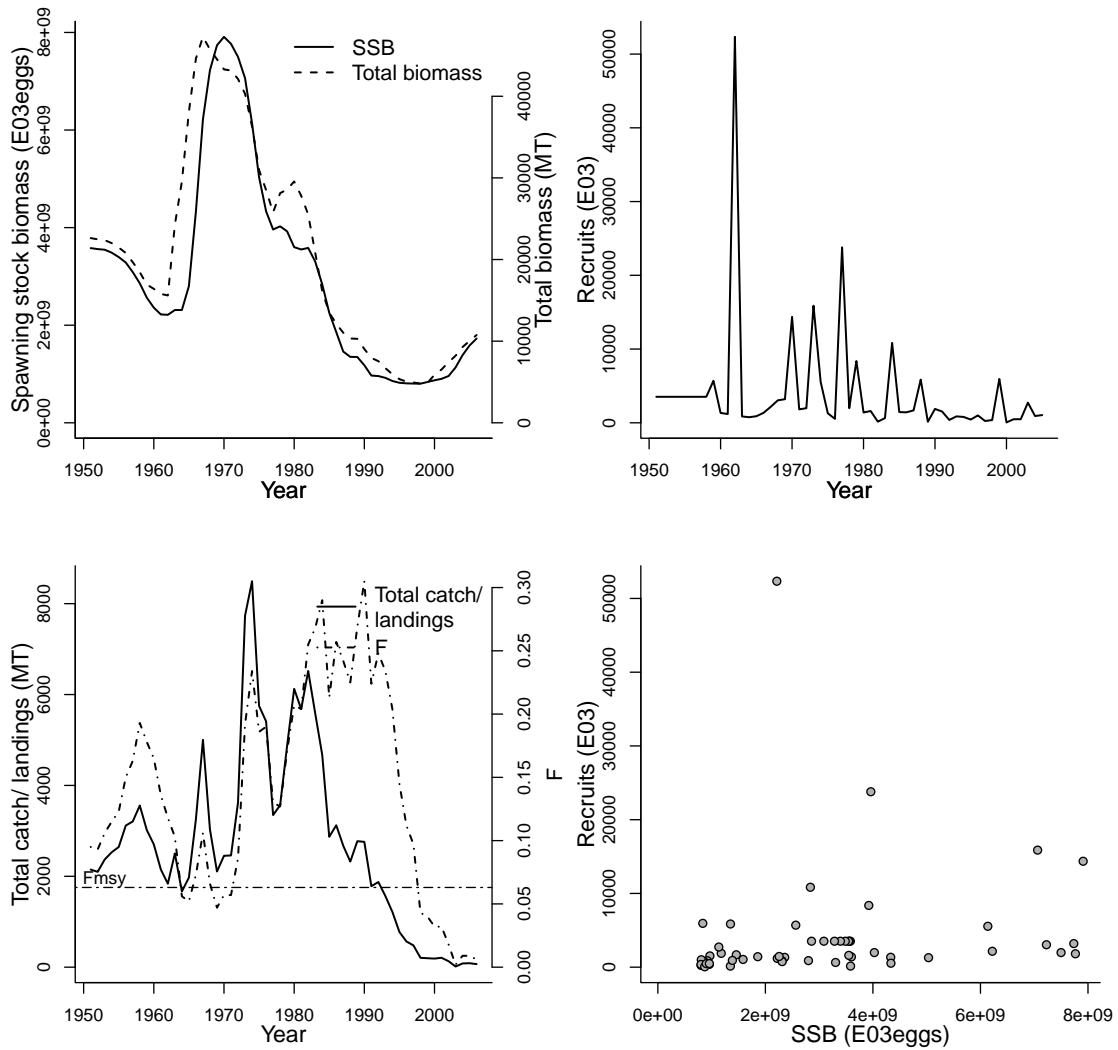 SSB
Total biomass
Spawning stock biomass (E03eggs)
0e+00 2e+09 4e+09 6e+09 8e+09
Total biomass (MT)
0 10000 20000 30000 40000
1950 1960 1970 1980 1990 2000
Year
Recruits (E03)
0 10000 20000 30000 40000 50000
1950 1960 1970 1980 1990 2000
Year
Total catch/
landings
F
Fmsy
Total catch/ landings (MT)
0 2000 4000 6000 8000
F
0.00 0.05 0.10 0.15 0.20 0.25 0.30
1950 1960 1970 1980 1990 2000
Year
Recruits (E03)
0 10000 20000 30000 40000 50000
0e+00 2e+09 4e+09 6e+09 8e+09
SSB (E03eggs)